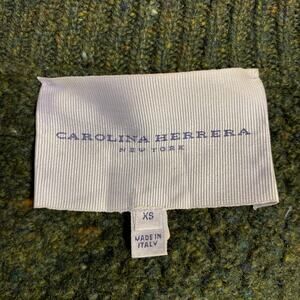 CAROLINA HERRERA
NEW YORK
XS
MADE IN
ITALY